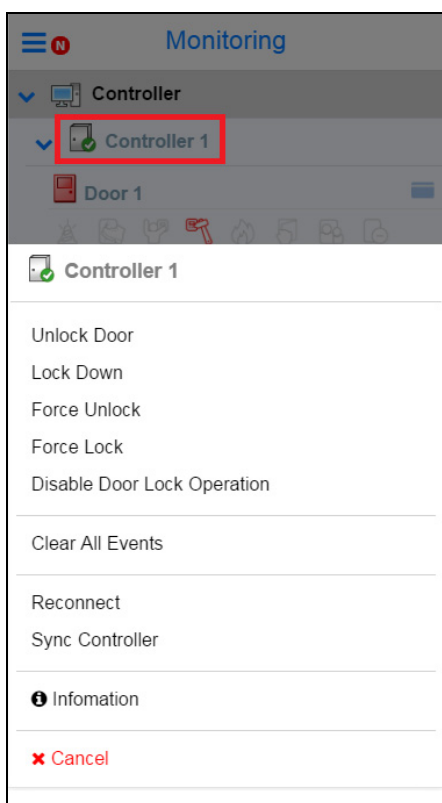 N
Monitoring
Controller
Controller 1
Door 1
Controller 1
Unlock Door
Lock Down
Force Unlock
Force Lock
Disable Door Lock Operation
Clear All Events
Reconnect
Sync Controller
Infomation
Cancel